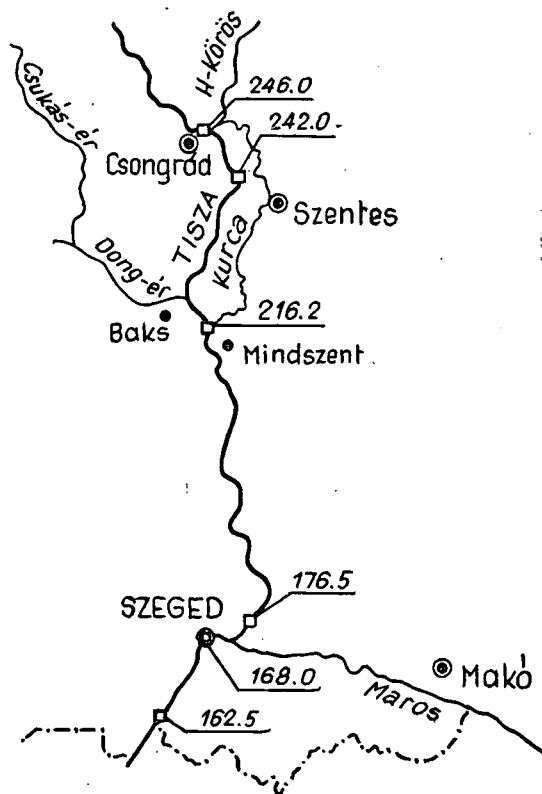 H-Körös
Csukás-ér
246.0
242.0
Csongrád
TISZA
Kurca
Szentes
Dong-ér
216.2
Baks
Mindszent
176.5
SZEGED
168.0
Makó
Maros
162.5